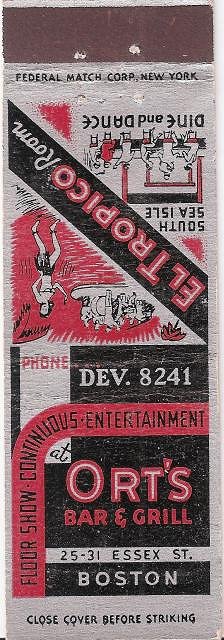 FEDERAL MATCH CORP., NEW YORK
DINE and DANCE
SOUTH
SEA ISLE
EL TROPICO Room
PHONE
DEV. 8241
FLOOR SHOW · CONTINUOUS · ENTERTAINMENT
at
ORT'S
BAR & GRILL
25-31 ESSEX ST.
BOSTON
CLOSE COVER BEFORE STRIKING